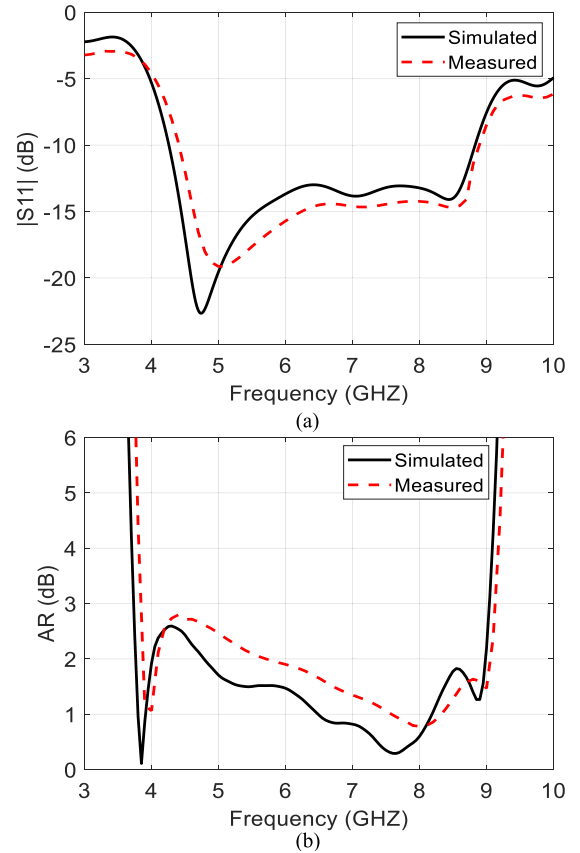 0
-5
-10
-15
-20
-25
|S11| (dB)
Simulated
Measured
3 4 5 6 7 8 9 10
Frequency (GHZ)
(a)
6
5
4
3
2
1
0
AR (dB)
Simulated
Measured
3 4 5 6 7 8 9 10
Frequency (GHZ)
(b)